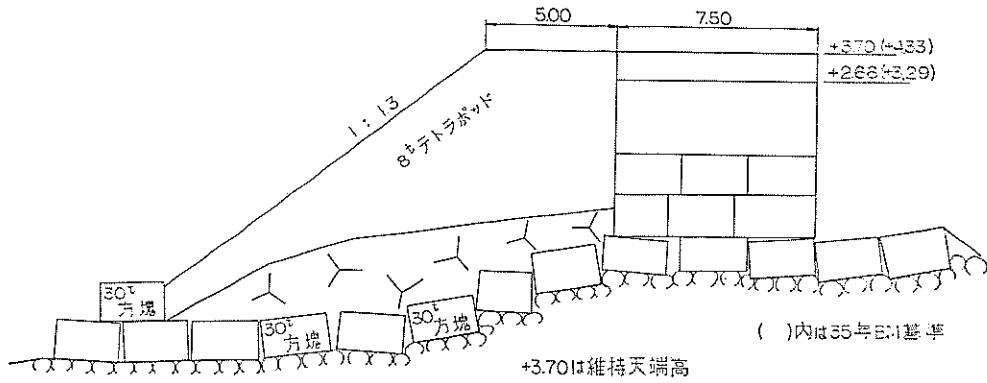 5.00 7.50
+3.70 (+4.33)
+2.68 (+3.29)
1 : 1.3
8tテトラポッド
30t
方塊
30t
方塊
30t
方塊
( )内は35年B.M基準
+3.70は維持天端高